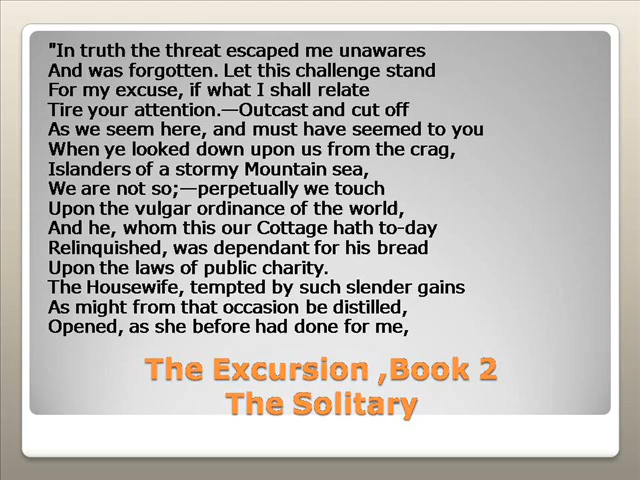 "In truth the threat escaped me unawares
And was forgotten. Let this challenge stand
For my excuse, if what I shall relate
Tire your attention.—Outcast and cut off
As we seem here, and must have seemed to you
When ye looked down upon us from the crag,
Islanders of a stormy Mountain sea,
We are not so;—perpetually we touch
Upon the vulgar ordinance of the world,
And he, whom this our Cottage hath to-day
Relinquished, was dependant for his bread
Upon the laws of public charity.
The Housewife, tempted by such slender gains
As might from that occasion be distilled,
Opened, as she before had done for me,
The Excursion ,Book 2
The Solitary